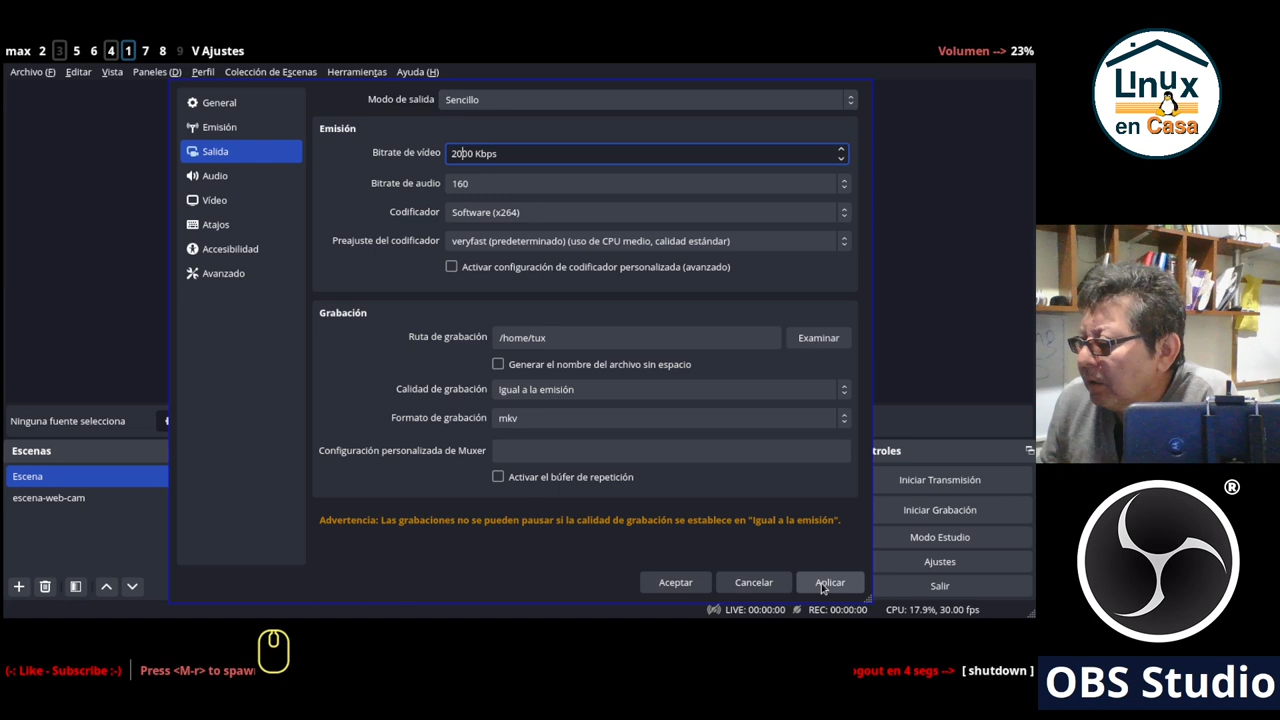 max 2 3 5 6 4 1 7 8 9 V Ajustes
Volumen --> 23%
Archivo (F) Editar Vista Paneles (D) Perfil Colección de Escenas Herramientas Ayuda (H)
General
Emisión
Salida
Audio
Vídeo
Atajos
Accesibilidad
Avanzado
Modo de salida Sencillo
Emisión
Bitrate de vídeo 2000 Kbps
Bitrate de audio 160
Codificador Software (x264)
Preajuste del codificador veryfast (predeterminado) (uso de CPU medio, calidad estándar)
Activar configuración de codificador personalizada (avanzado)
Grabación
Ruta de grabación /home/tux Examinar
Generar el nombre del archivo sin espacio
Calidad de grabación Igual a la emisión
Formato de grabación mkv
Configuración personalizada de Muxer
Activar el búfer de repetición
Advertencia: Las grabaciones no se pueden pausar si la calidad de grabación se establece en "Igual a la emisión".
Aceptar Cancelar Aplicar
Ninguna fuente selecciona
Escenas
Escena
escena-web-cam
troles
Iniciar Transmisión
Iniciar Grabación
Modo Estudio
Ajustes
Salir
LIVE: 00:00:00 REC: 00:00:00 CPU: 17.9%, 30.00 fps
(-: Like - Subscribe :-) Press <M-r> to spaw
gout en 4 segs --> [ shutdown ]
Linux
en Casa
®
OBS Studio